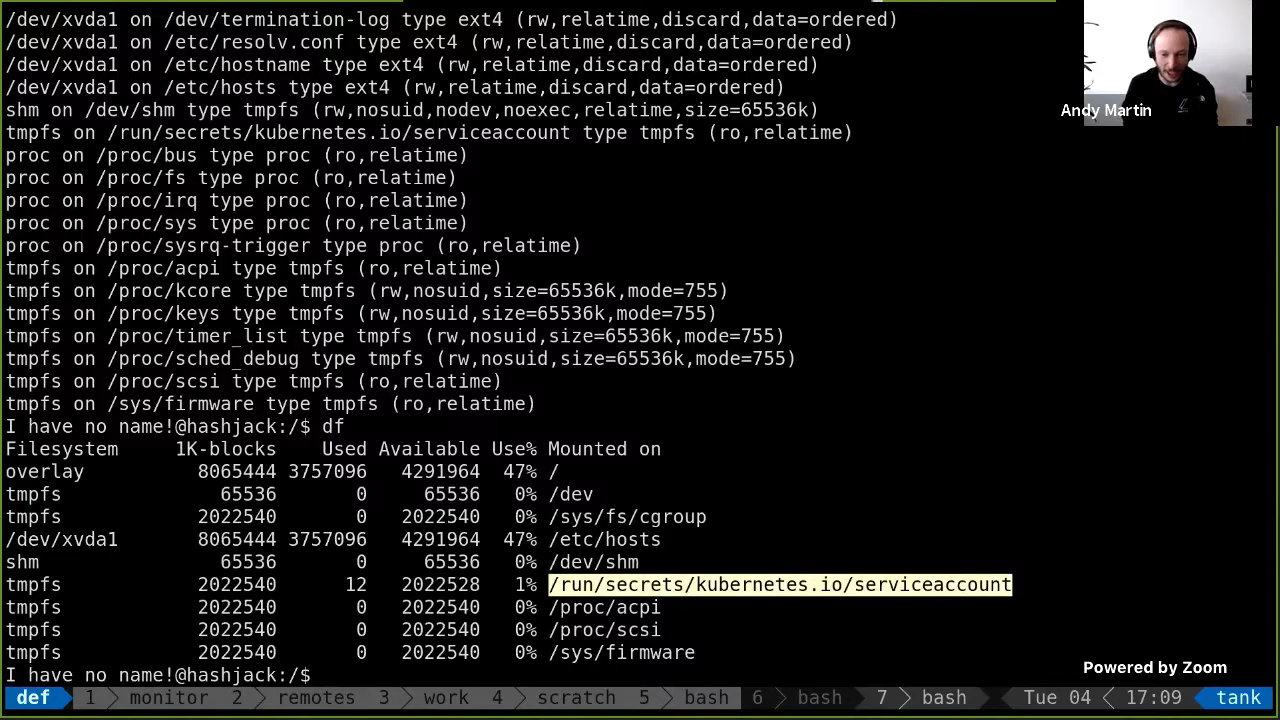 /dev/xvda1 on /dev/termination-log type ext4 (rw,relatime,discard,data=ordered)
/dev/xvda1 on /etc/resolv.conf type ext4 (rw,relatime,discard,data=ordered)
/dev/xvda1 on /etc/hostname type ext4 (rw,relatime,discard,data=ordered)
/dev/xvda1 on /etc/hosts type ext4 (rw,relatime,discard,data=ordered)
shm on /dev/shm type tmpfs (rw,nosuid,nodev,noexec,relatime,size=65536k)
Andy Martin
tmpfs on /run/secrets/kubernetes.io/serviceaccount type tmpfs (ro,relatime)
proc on /proc/bus type proc (ro,relatime)
proc on /proc/fs type proc (ro,relatime)
proc on /proc/irq type proc (ro,relatime)
proc on /proc/sys type proc (ro,relatime)
proc on /proc/sysrq-trigger type proc (ro,relatime)
tmpfs on /proc/acpi type tmpfs (ro,relatime)
tmpfs on /proc/kcore type tmpfs (rw,nosuid,size=65536k,mode=755)
tmpfs on /proc/keys type tmpfs (rw,nosuid,size=65536k,mode=755)
tmpfs on /proc/timer_list type tmpfs (rw,nosuid,size=65536k,mode=755)
tmpfs on /proc/sched_debug type tmpfs (rw,nosuid,size=65536k,mode=755)
tmpfs on /proc/scsi type tmpfs (ro,relatime)
tmpfs on /sys/firmware type tmpfs (ro,relatime)
I have no name!@hashjack:/$ df
Filesystem     1K-blocks    Used Available Use% Mounted on
overlay          8065444 3757096   4291964  47% /
tmpfs              65536       0     65536   0% /dev
tmpfs            2022540       0   2022540   0% /sys/fs/cgroup
/dev/xvda1       8065444 3757096   4291964  47% /etc/hosts
shm                65536       0     65536   0% /dev/shm
tmpfs            2022540      12   2022528   1% /run/secrets/kubernetes.io/serviceaccount
tmpfs            2022540       0   2022540   0% /proc/acpi
tmpfs            2022540       0   2022540   0% /proc/scsi
tmpfs            2022540       0   2022540   0% /sys/firmware
I have no name!@hashjack:/$
Powered by Zoom
def 1 monitor 2 remotes 3 work 4 scratch 5 bash 6 bash 7 bash Tue 04 17:09 tank